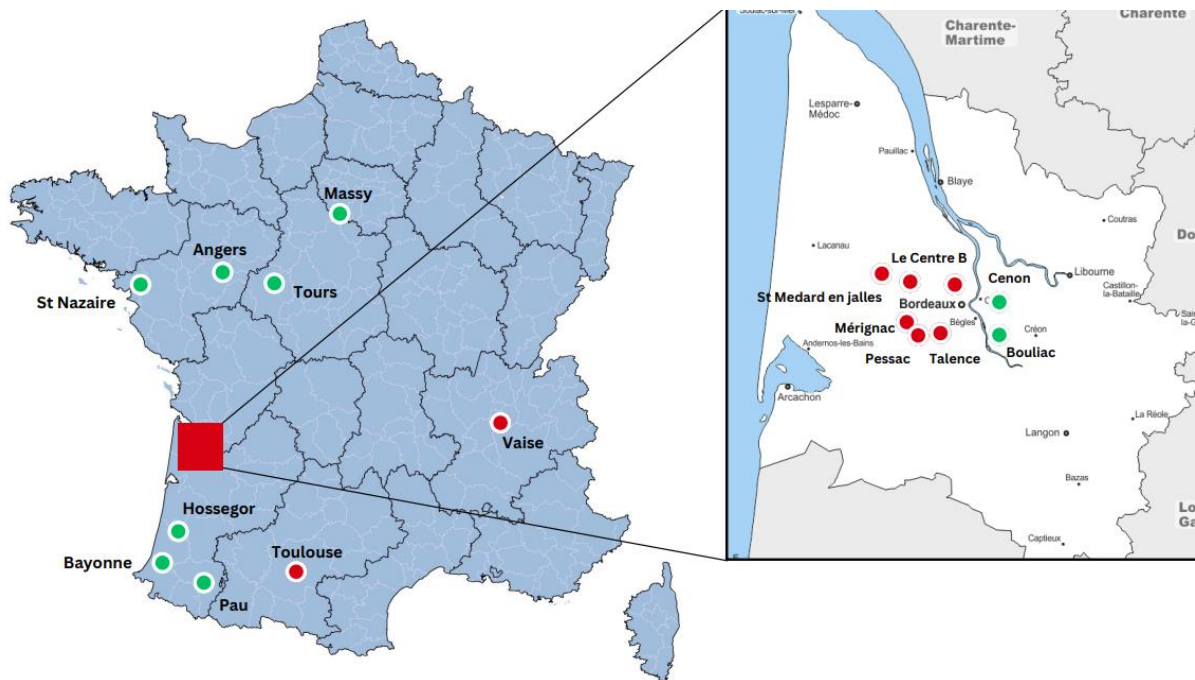 Massy
Angers
St Nazaire
Tours
Vaise
Hossegor
Bayonne
Toulouse
Pau
Charente-
Martime
Charente
Lesparre-
Médoc
Pauillac
Blaye
Coutras
Lacanau
Le Centre B
Cenon
Libourne
St Medard en jalles
Castillon-
la-Bataille
Bordeaux
Mérignac
Bègles
Créon
Andernos-les-Bains
Pessac
Talence
Bouliac
Arcachon
La Réole
Langon
Bazas
Captieux